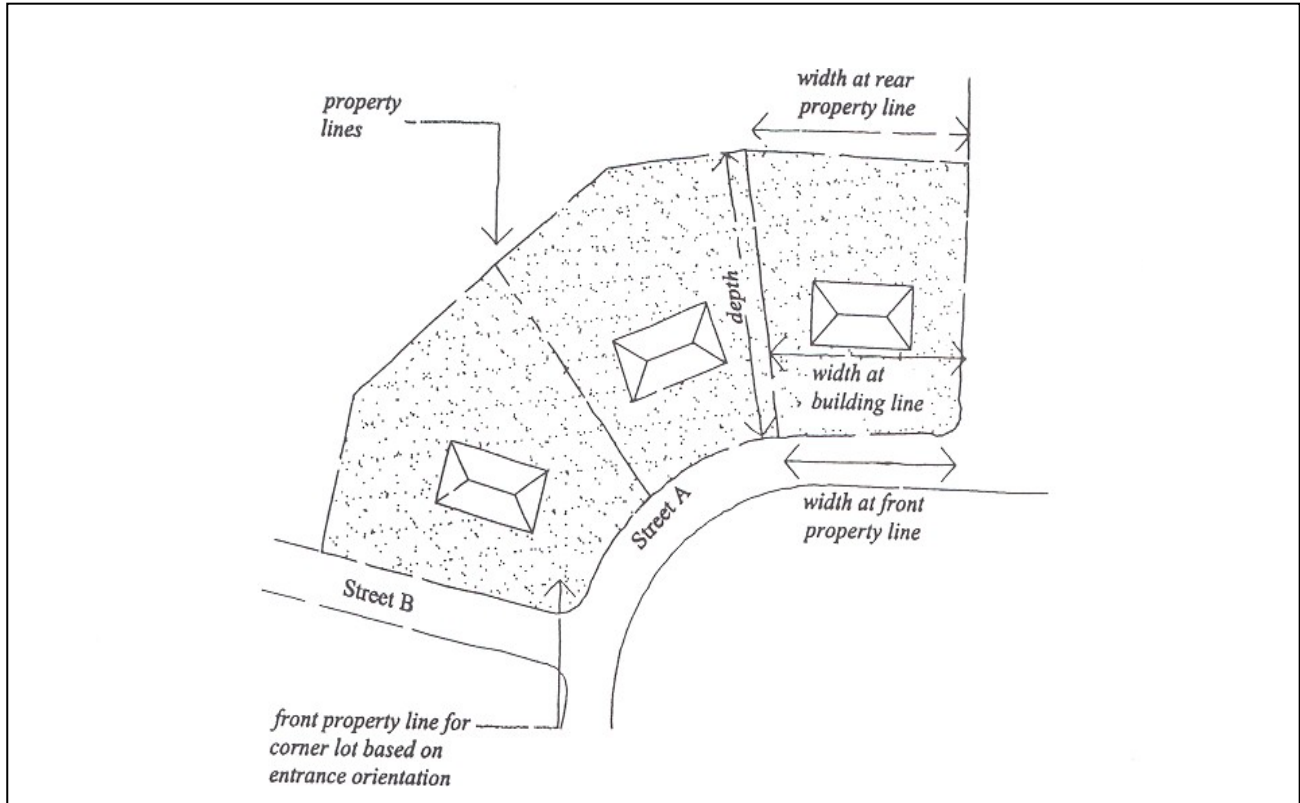 width at rear
property line
property
lines
depth
width at
building line
width at front
property line
Street A
Street B
front property line for
corner lot based on
entrance orientation